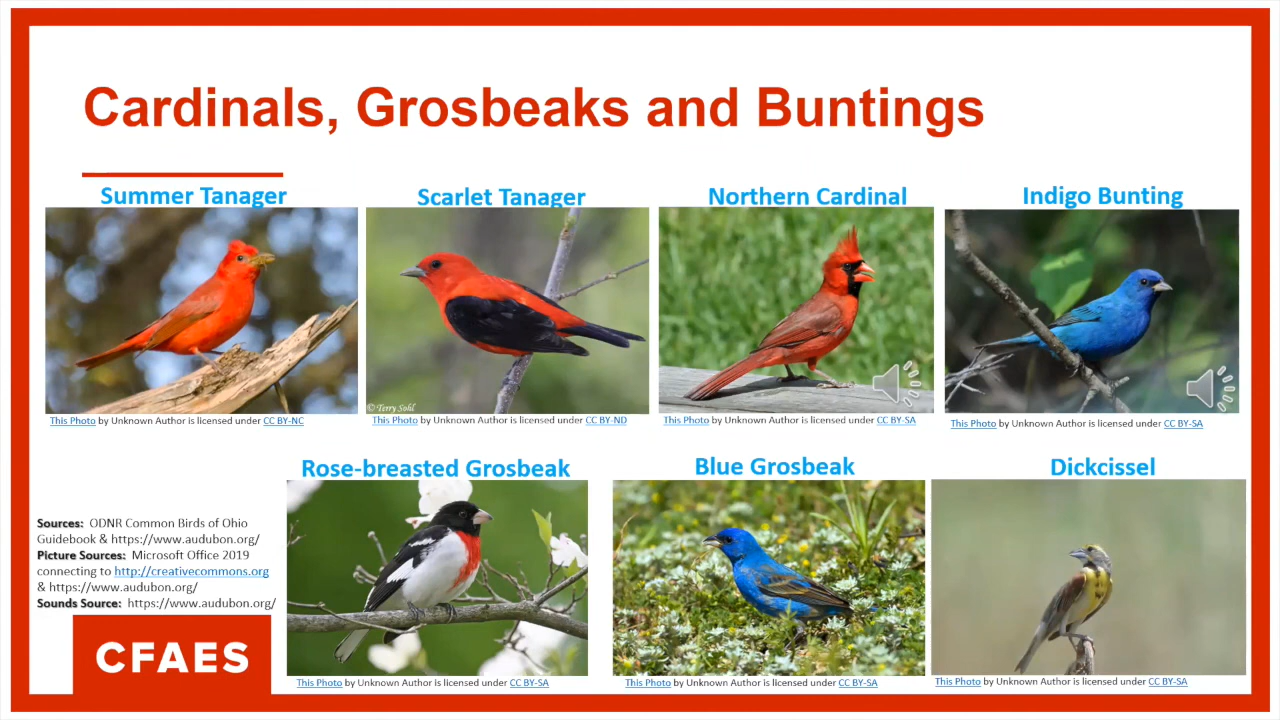 Cardinals, Grosbeaks and Buntings
Summer Tanager
Scarlet Tanager
Northern Cardinal
Indigo Bunting
© Terry Sohl
This Photo by Unknown Author is licensed under CC BY-NC
This Photo by Unknown Author is licensed under CC BY-ND
This Photo by Unknown Author is licensed under CC BY-SA
This Photo by Unknown Author is licensed under CC BY-SA
Rose-breasted Grosbeak
Blue Grosbeak
Dickcissel
Sources: ODNR Common Birds of Ohio
Guidebook & https://www.audubon.org/
Picture Sources: Microsoft Office 2019
connecting to http://creativecommons.org
& https://www.audubon.org/
Sounds Source: https://www.audubon.org/
CFAES
This Photo by Unknown Author is licensed under CC BY-SA
This Photo by Unknown Author is licensed under CC BY-SA
This Photo by Unknown Author is licensed under CC BY-SA